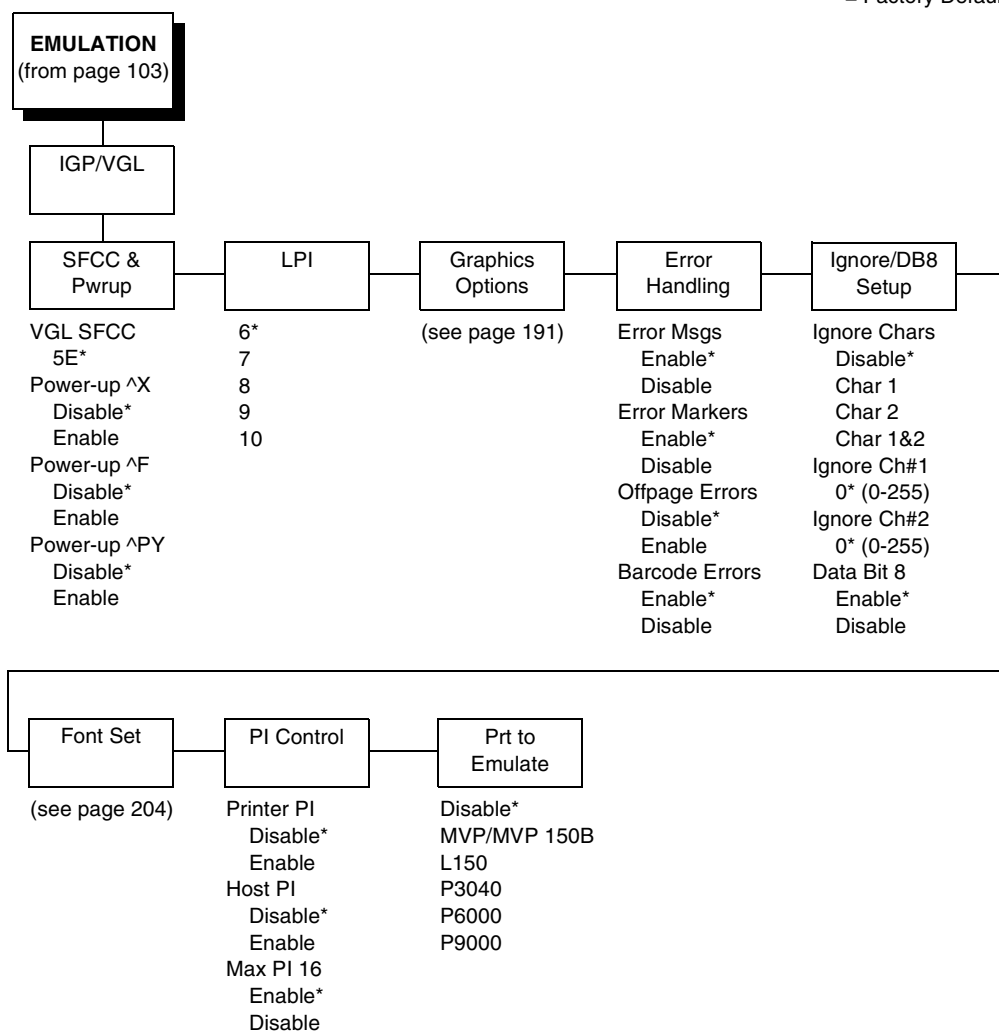 = Factory Default
EMULATION
(from page 103)
IGP/VGL
SFCC &
Pwrup
VGL SFCC
5E*
Power-up ^X
Disable*
Enable
Power-up ^F
Disable*
Enable
Power-up ^PY
Disable*
Enable
LPI
6*
7
8
9
10
Graphics
Options
(see page 191)
Error
Handling
Error Msgs
Enable*
Disable
Error Markers
Enable*
Disable
Offpage Errors
Disable*
Enable
Barcode Errors
Enable*
Disable
Ignore/DB8
Setup
Ignore Chars
Disable*
Char 1
Char 2
Char 1&2
Ignore Ch#1
0* (0-255)
Ignore Ch#2
0* (0-255)
Data Bit 8
Enable*
Disable
Font Set
(see page 204)
PI Control
Printer PI
Disable*
Enable
Host PI
Disable*
Enable
Max PI 16
Enable*
Disable
Prt to
Emulate
Disable*
MVP/MVP 150B
L150
P3040
P6000
P9000